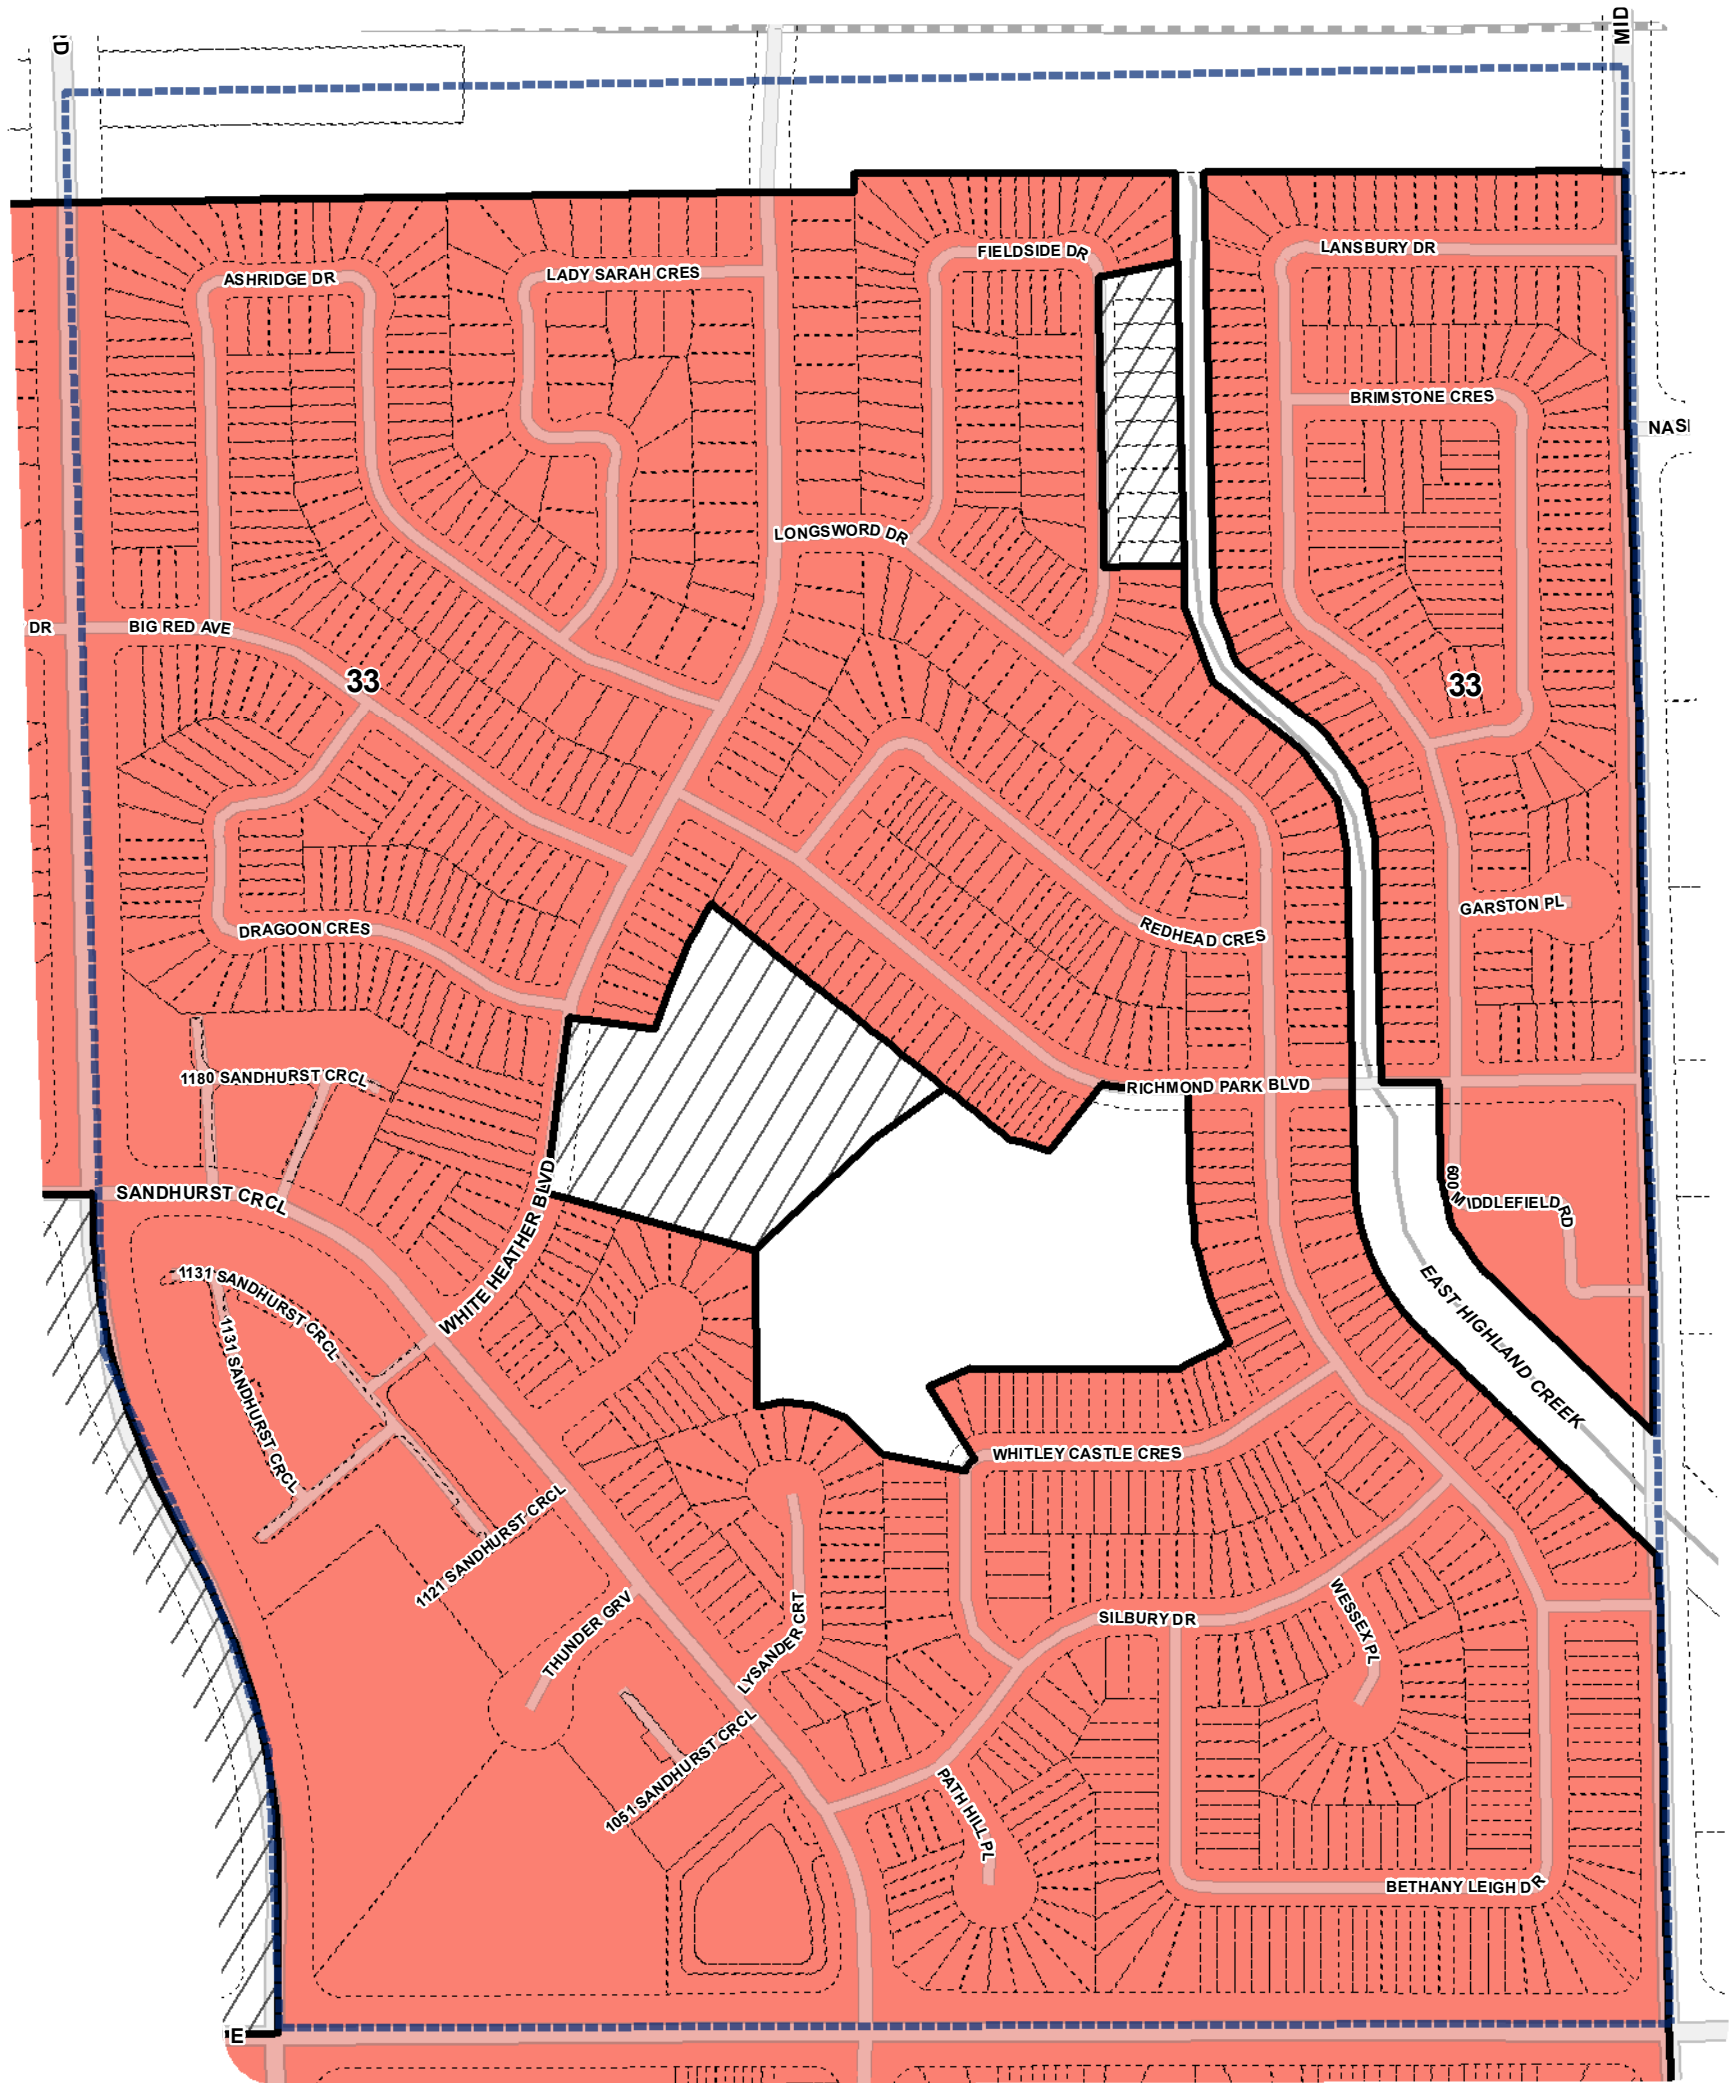 D
MID
FIELDSIDE DR
LANSBURY DR
ASHRIDGE DR
LADY SARAH CRES
BRIMSTONE CRES
NAS
LONGSWORD DR
DR
BIG RED AVE
33
33
GARSTON PL
DRAGOON CRES
REDHEAD CRES
1180 SANDHURST CRCL
RICHMOND PARK BLVD
SANDHURST CRCL
600 MIDDLEFIELD RD
WHITE HEATHER BLVD
1131 SANDHURST CRCL
1131 SANDHURST CRCL
EAST HIGHLAND CREEK
WHITLEY CASTLE CRES
1121 SANDHURST CRCL
THUNDER GRV
LYSANDER CRT
SILBURY DR
WESSEX PL
1051 SANDHURST CRCL
PATH HILL PL
BETHANY LEIGH DR
E